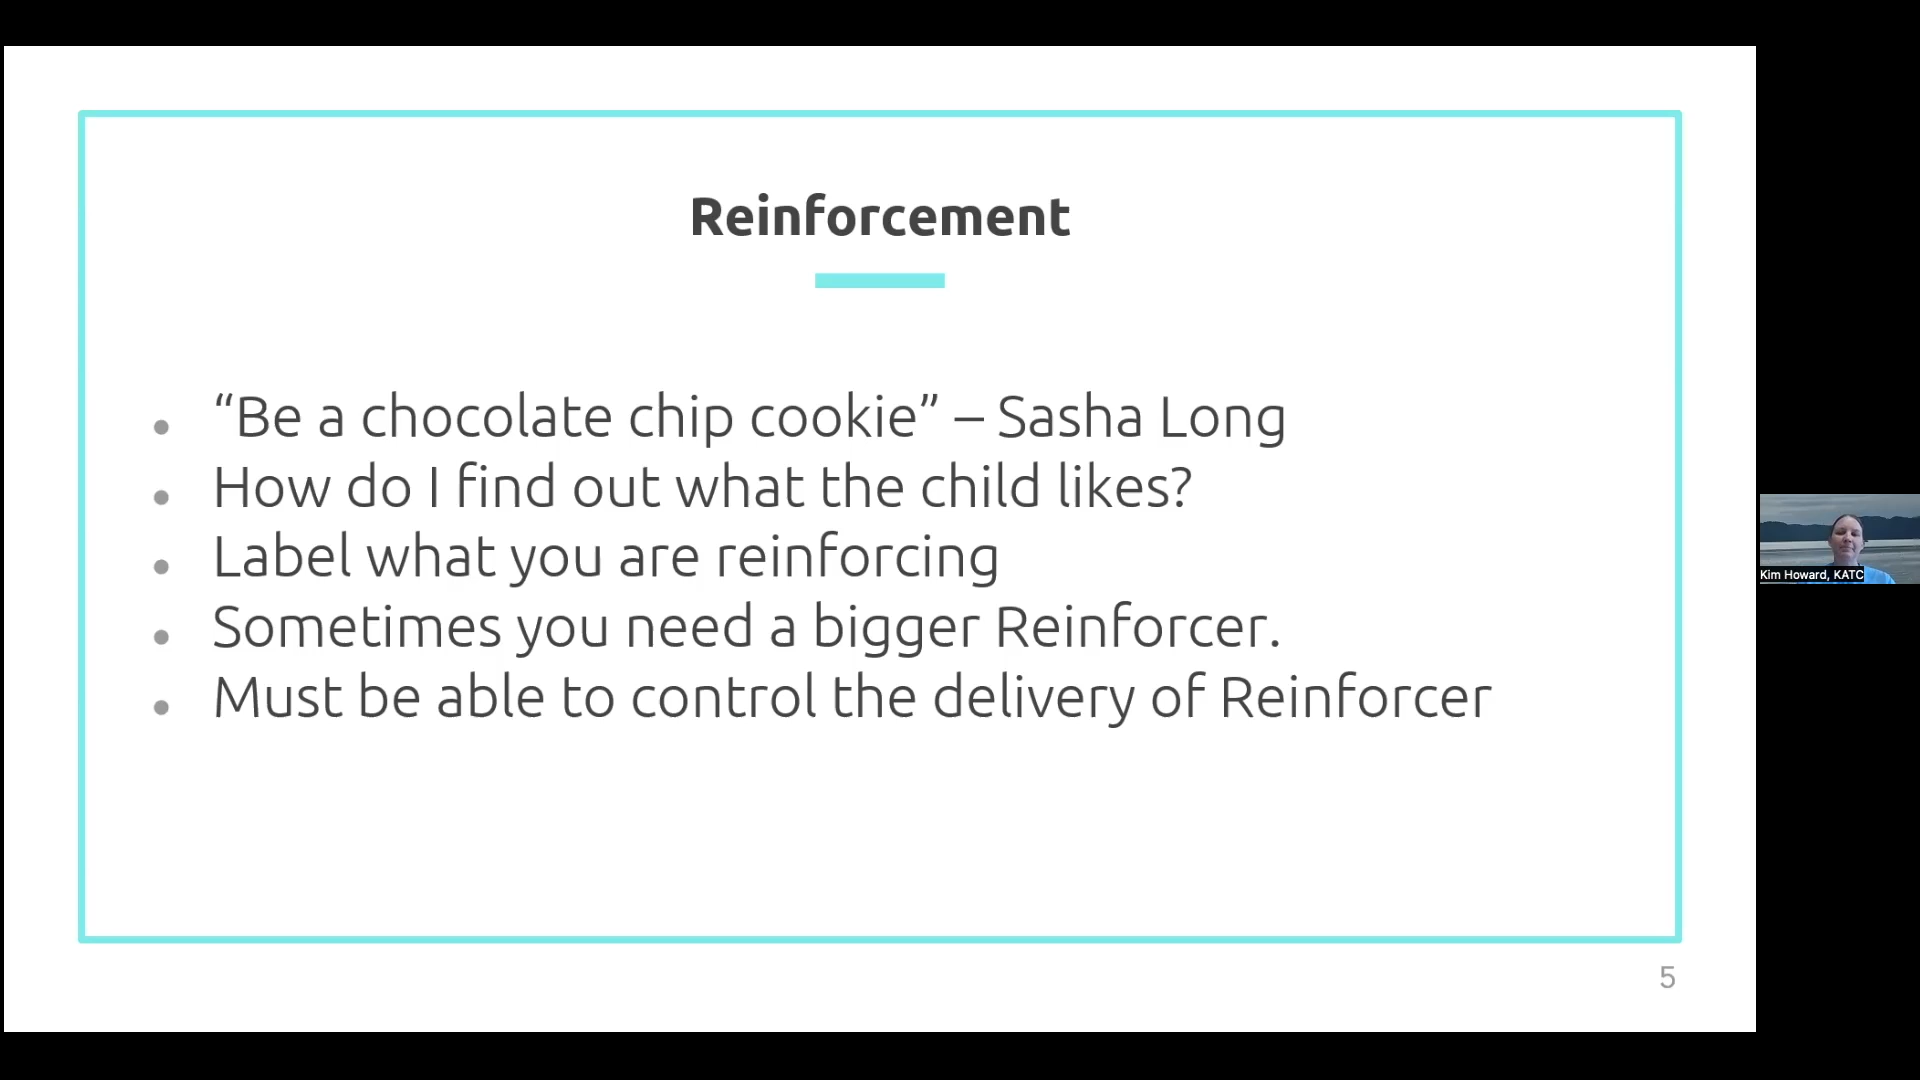 Reinforcement
“Be a chocolate chip cookie” – Sasha Long
How do I find out what the child likes?
Label what you are reinforcing
Sometimes you need a bigger Reinforcer.
Must be able to control the delivery of Reinforcer
Kim Howard, KATC
5